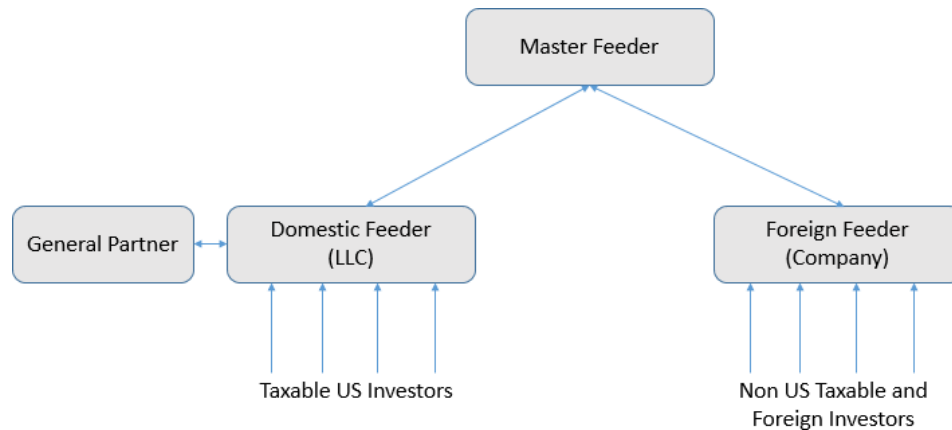 Master Feeder
General Partner
Domestic Feeder
(LLC)
Foreign Feeder
(Company)
Taxable US Investors
Non US Taxable and
Foreign Investors